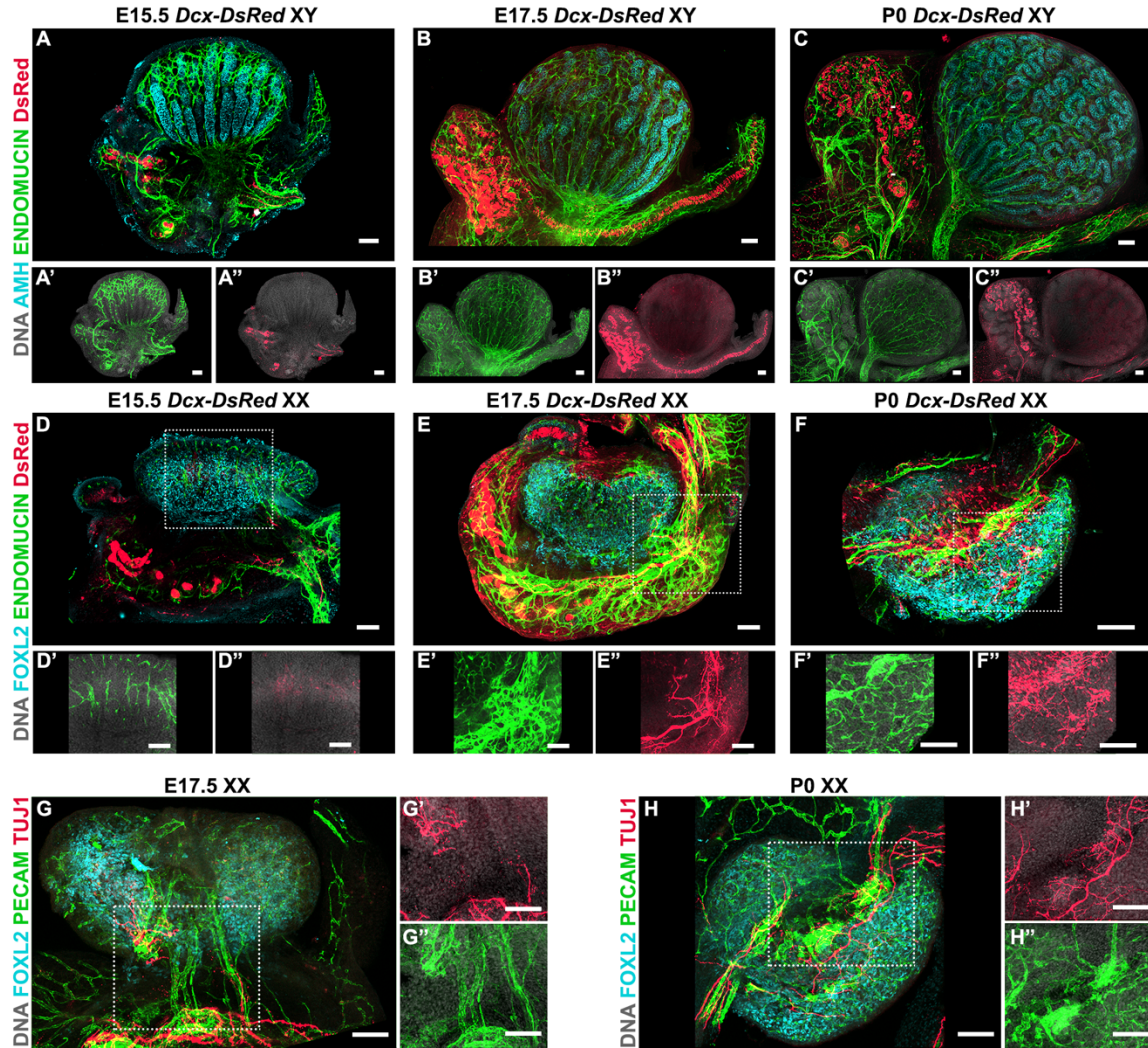 E15.5 Dcx-DsRed XY
E17.5 Dcx-DsRed XY
P0 Dcx-DsRed XY
DNA AMH ENDOMUCIN DsRed
A
B
C
A'
A"
B'
B"
C'
C"
E15.5 Dcx-DsRed XX
E17.5 Dcx-DsRed XX
P0 Dcx-DsRed XX
DNA FOXL2 ENDOMUCIN DsRed
D
E
F
D'
D"
E'
E"
F'
F"
E17.5 XX
P0 XX
DNA FOXL2 PECAM TUJ1
G
G'
G"
DNA FOXL2 PECAM TUJ1
H
H'
H"